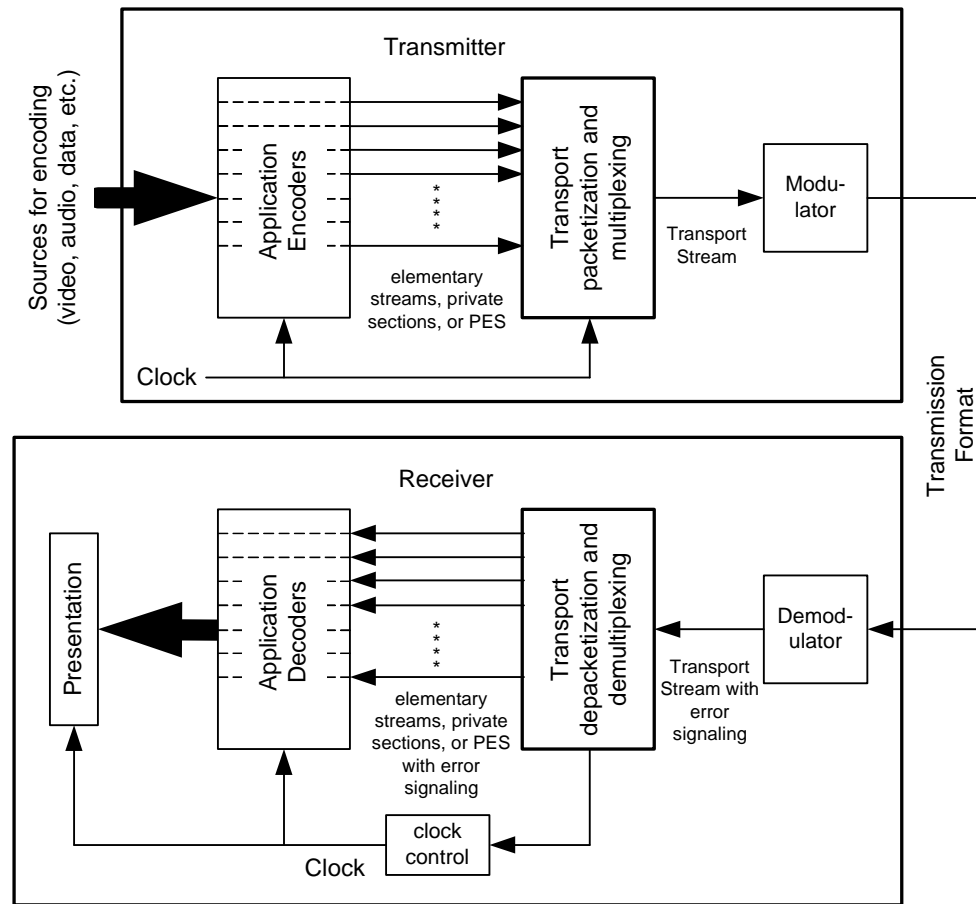 Transmitter
Sources for encoding
(video, audio, data, etc.)
Application
Encoders
****
elementary
streams, private
sections, or PES
Transport
packetization and
multiplexing
Transport
Stream
Modu-
lator
Clock
Transmission
Format
Receiver
Presentation
Application
Decoders
****
elementary
streams, private
sections, or PES
with error
signaling
Transport
depacketization and
demultiplexing
Transport
Stream with
error
signaling
Demod-
ulator
clock
control
Clock